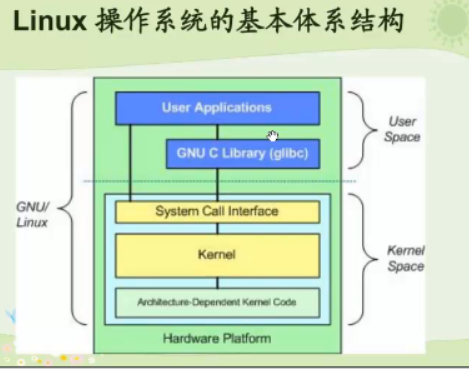 Linux 操作系统的基本体系结构
User Applications
GNU C Library (glibc)
User
Space
GNU/
Linux
System Call Interface
Kernel
Architecture-Dependent Kernel Code
Kernel
Space
Hardware Platform